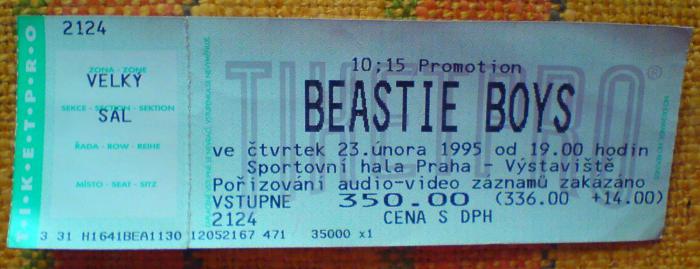 TIKETPRO
2124
ZONA - ZONE
VELKÝ
SEKCE - SECTION - SEKTION
SÁL
ŘADA - ROW - REIHE
MÍSTO - SEAT - SITZ
10;15 Promotion
BEASTIE BOYS
ve čtvrtek 23.února 1995 od 19.00 hodin
Sportovní hala Praha - Výstaviště
Pořizování audio-video záznamů zakázáno
VSTUPNE 350.00 (336.00 +14.00)
2124 CENA S DPH
3 31 H1641BEA1130 12052167 471 35000 x1